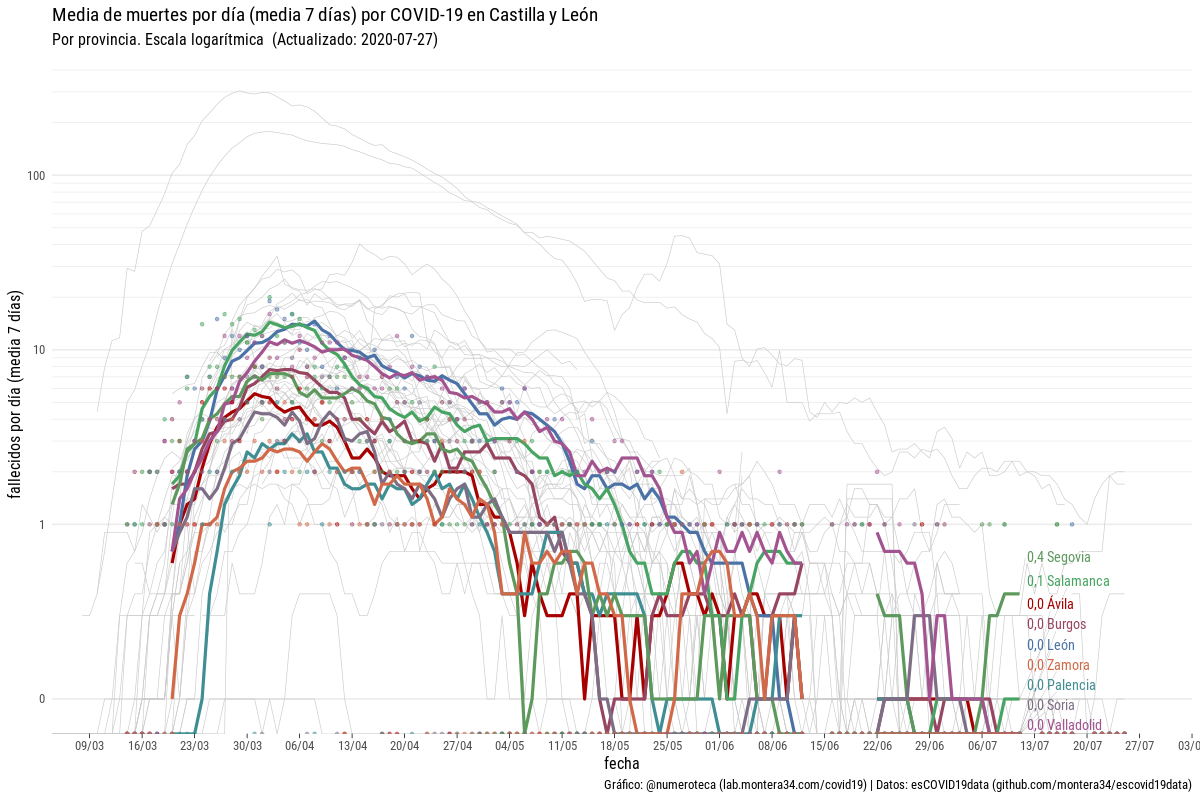 Media de muertes por día (media 7 días) por COVID-19 en Castilla y León
Por provincia. Escala logarítmica  (Actualizado: 2020-07-27)
fallecidos por día (media 7 días)
100
10
1
0
0,4 Segovia
0,1 Salamanca
0,0 Ávila
0,0 Burgos
0,0 León
0,0 Zamora
0,0 Palencia
0,0 Soria
0,0 Valladolid
09/03 16/03 23/03 30/03 06/04 13/04 20/04 27/04 04/05 11/05 18/05 25/05 01/06 08/06 15/06 22/06 29/06 06/07 13/07 20/07 27/07 03/0
fecha
Gráfico: @numeroteca (lab.montera34.com/covid19) | Datos: esCOVID19data (github.com/montera34/escovid19data)